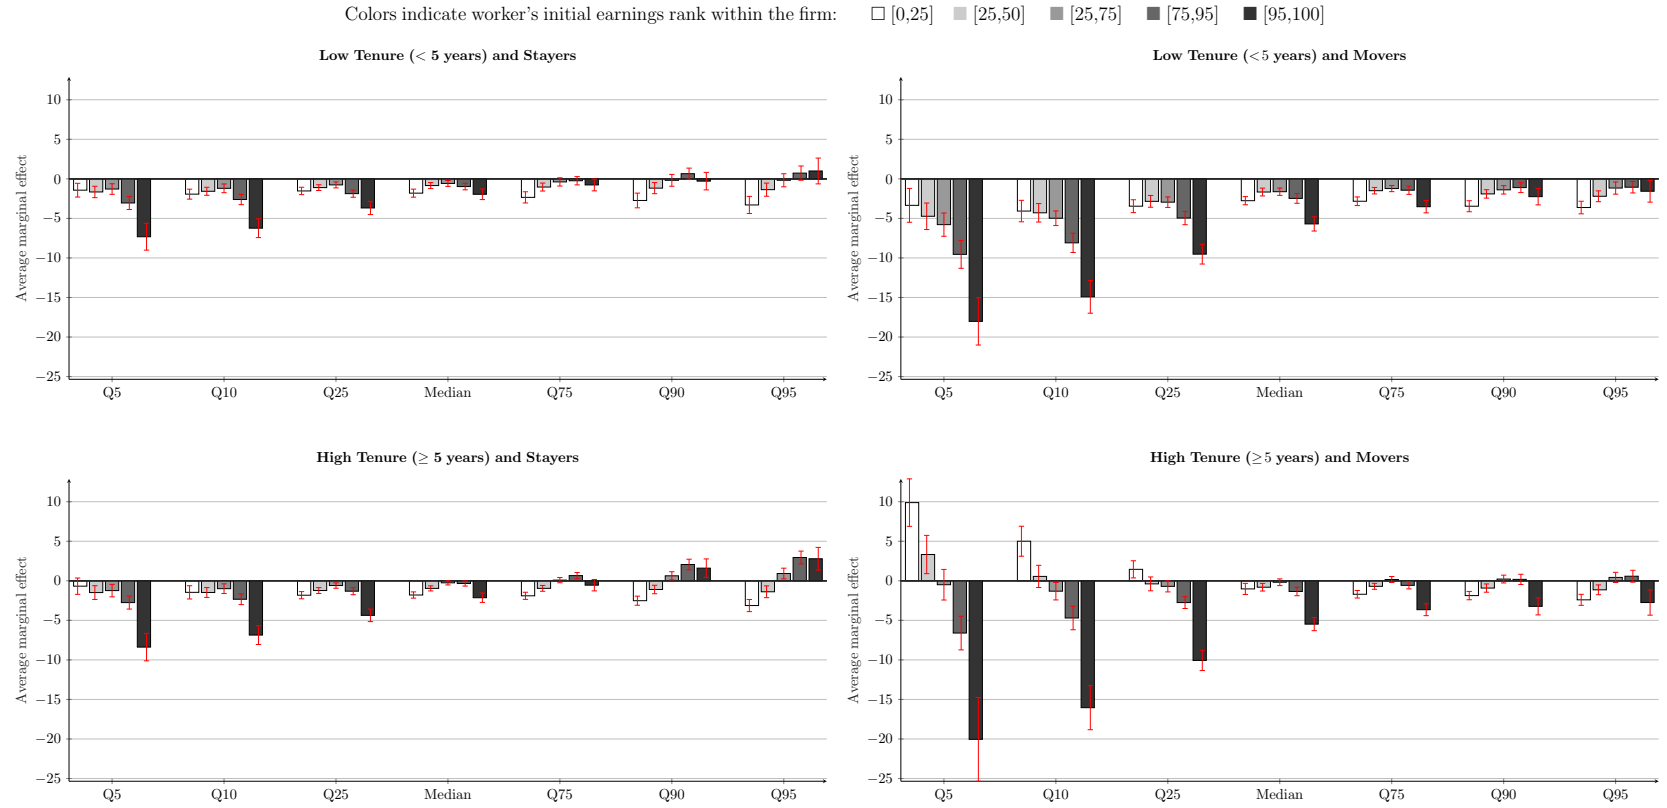 Colors indicate worker's initial earnings rank within the firm: [0,25] [25,50] [25,75] [75,95] [95,100]
Low Tenure (< 5 years) and Stayers
Average marginal effect
10
5
0
−5
−10
−15
−20
−25
Q5 Q10 Q25 Median Q75 Q90 Q95
Low Tenure (<5 years) and Movers
Average marginal effect
10
5
0
−5
−10
−15
−20
−25
Q5 Q10 Q25 Median Q75 Q90 Q95
High Tenure (≥ 5 years) and Stayers
Average marginal effect
10
5
0
−5
−10
−15
−20
−25
Q5 Q10 Q25 Median Q75 Q90 Q95
High Tenure (≥5 years) and Movers
Average marginal effect
10
5
0
−5
−10
−15
−20
−25
Q5 Q10 Q25 Median Q75 Q90 Q95